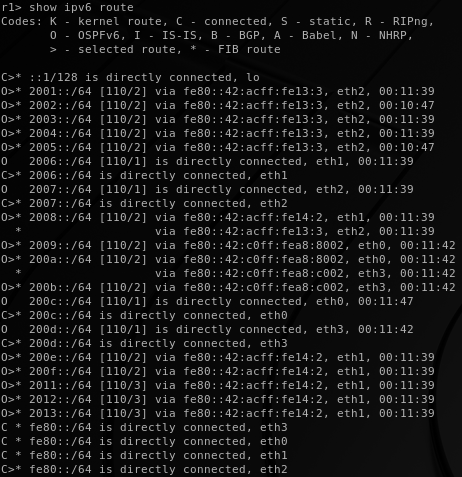 r1> show ipv6 route
Codes: K - kernel route, C - connected, S - static, R - RIPng,
       O - OSPFv6, I - IS-IS, B - BGP, A - Babel, N - NHRP,
       > - selected route, * - FIB route

C>* ::1/128 is directly connected, lo
O>* 2001::/64 [110/2] via fe80::42:acff:fe13:3, eth2, 00:11:39
O>* 2002::/64 [110/2] via fe80::42:acff:fe13:3, eth2, 00:10:47
O>* 2003::/64 [110/2] via fe80::42:acff:fe13:3, eth2, 00:11:39
O>* 2004::/64 [110/2] via fe80::42:acff:fe13:3, eth2, 00:11:39
O>* 2005::/64 [110/2] via fe80::42:acff:fe13:3, eth2, 00:10:47
O   2006::/64 [110/1] is directly connected, eth1, 00:11:39
C>* 2006::/64 is directly connected, eth1
O   2007::/64 [110/1] is directly connected, eth2, 00:11:39
C>* 2007::/64 is directly connected, eth2
O>* 2008::/64 [110/2] via fe80::42:acff:fe14:2, eth1, 00:11:39
  *                   via fe80::42:acff:fe13:3, eth2, 00:11:39
O>* 2009::/64 [110/2] via fe80::42:c0ff:fea8:8002, eth0, 00:11:42
O>* 200a::/64 [110/2] via fe80::42:c0ff:fea8:8002, eth0, 00:11:42
  *                   via fe80::42:c0ff:fea8:c002, eth3, 00:11:42
O>* 200b::/64 [110/2] via fe80::42:c0ff:fea8:c002, eth3, 00:11:42
O   200c::/64 [110/1] is directly connected, eth0, 00:11:47
C>* 200c::/64 is directly connected, eth0
O   200d::/64 [110/1] is directly connected, eth3, 00:11:42
C>* 200d::/64 is directly connected, eth3
O>* 200e::/64 [110/2] via fe80::42:acff:fe14:2, eth1, 00:11:39
O>* 200f::/64 [110/2] via fe80::42:acff:fe14:2, eth1, 00:11:39
O>* 2011::/64 [110/3] via fe80::42:acff:fe14:2, eth1, 00:11:39
O>* 2012::/64 [110/3] via fe80::42:acff:fe14:2, eth1, 00:11:39
O>* 2013::/64 [110/3] via fe80::42:acff:fe14:2, eth1, 00:11:39
C * fe80::/64 is directly connected, eth3
C * fe80::/64 is directly connected, eth0
C * fe80::/64 is directly connected, eth1
C>* fe80::/64 is directly connected, eth2